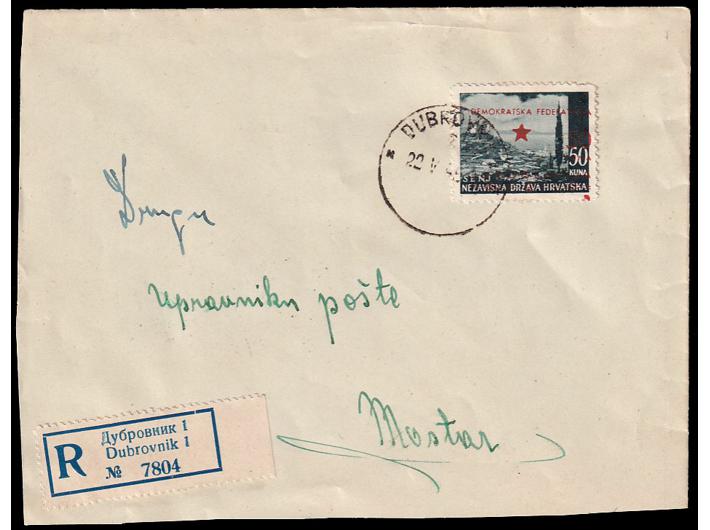 DUBROV
22 V
DEMOKRATSKA FEDERA
SENJ
50
KUNA
NEZAVISNA DRŽAVA HRVATSKA
Drugu
upravniku pošte
Mostar
R
Дубровник 1
Dubrovnik 1
№ 7804